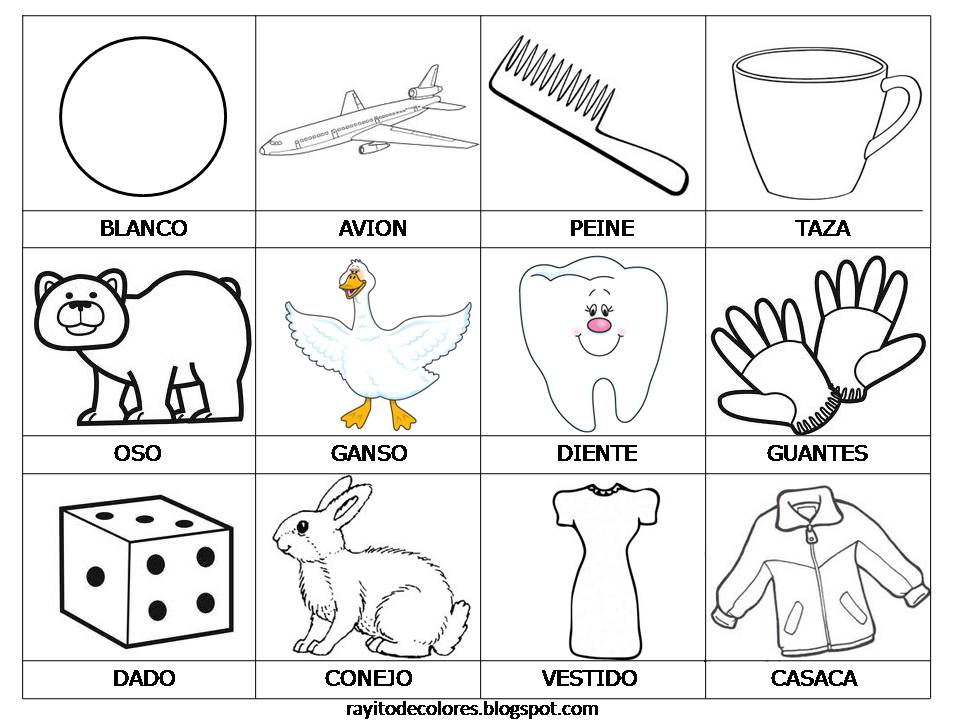 BLANCO AVION PEINE TAZA
OSO GANSO DIENTE GUANTES
DADO CONEJO VESTIDO CASACA
rayitodecolores.blogspot.com